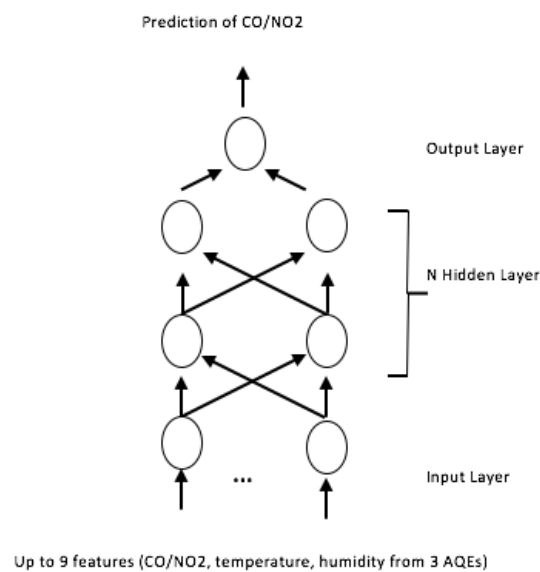 Prediction of CO/NO2
Output Layer
N Hidden Layer
...
Input Layer
Up to 9 features (CO/NO2, temperature, humidity from 3 AQEs)